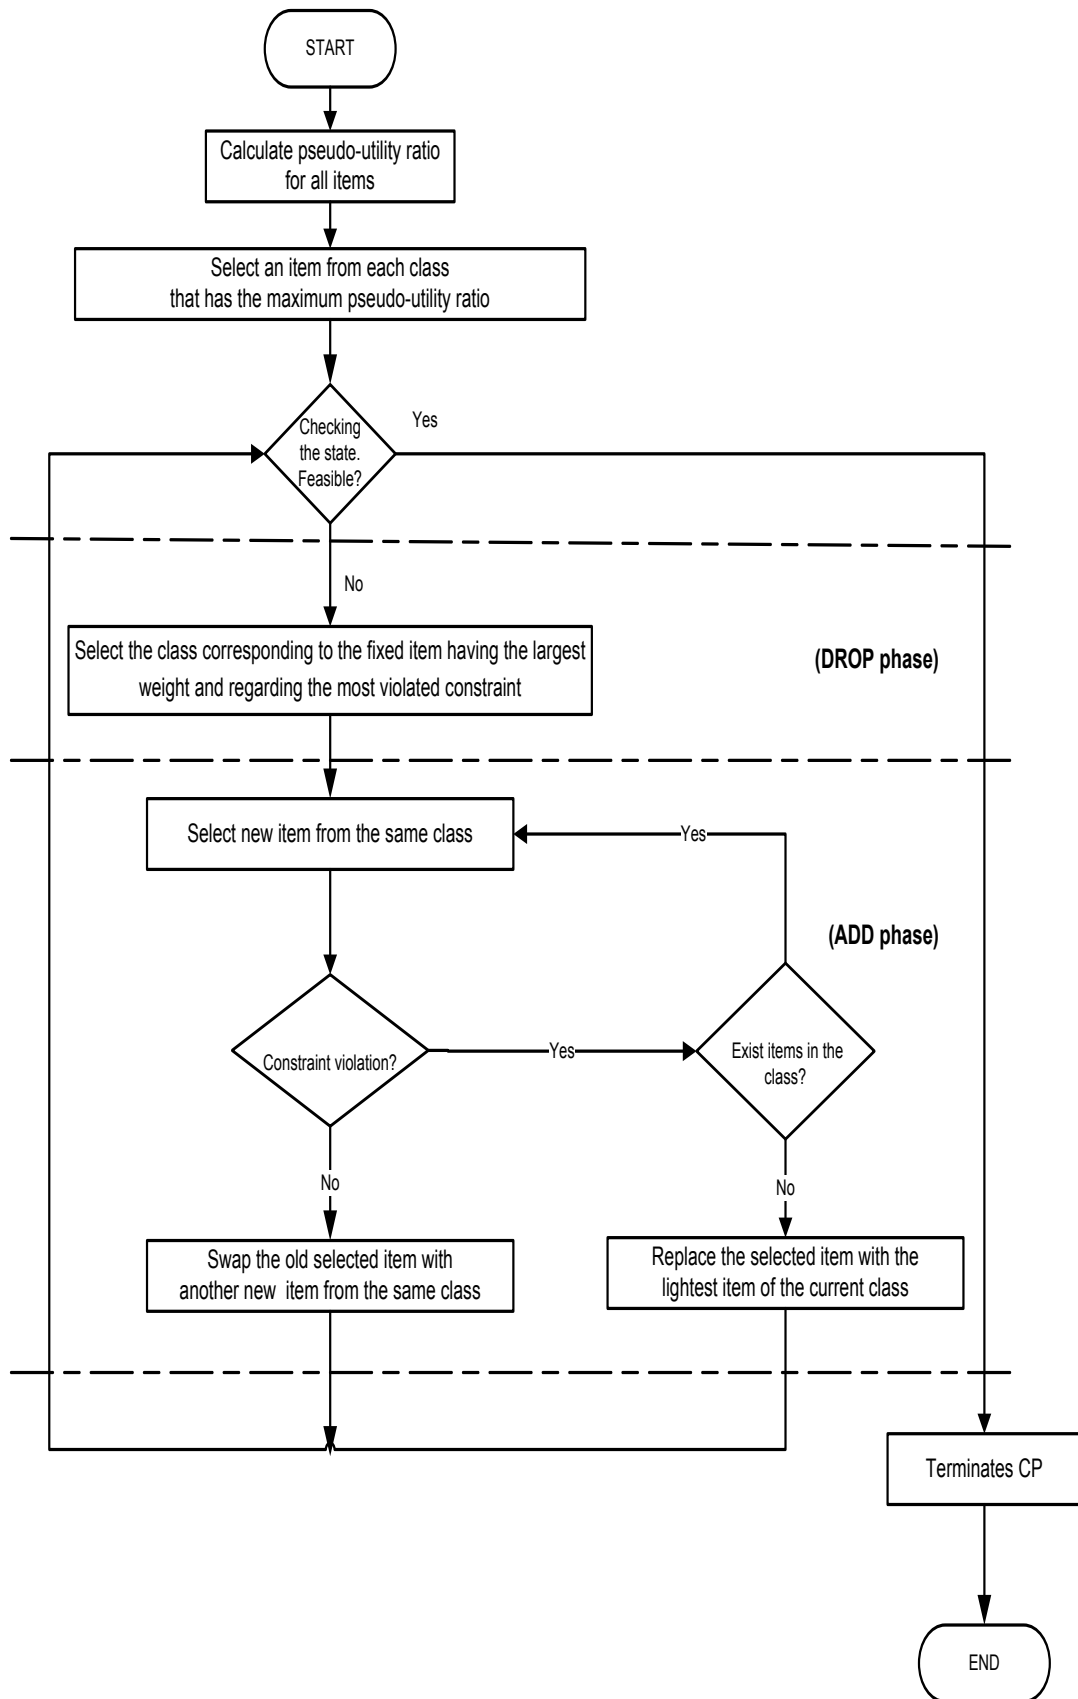 START
Calculate pseudo-utility ratio
for all items
Select an item from each class
that has the maximum pseudo-utility ratio
Checking
the state.
Feasible?
Yes
No
Select the class corresponding to the fixed item having the largest
weight and regarding the most violated constraint
(DROP phase)
Select new item from the same class
Yes
(ADD phase)
Constraint violation?
Yes
Exist items in the
class?
No
No
Swap the old selected item with
another new item from the same class
Replace the selected item with the
lightest item of the current class
Terminates CP
END